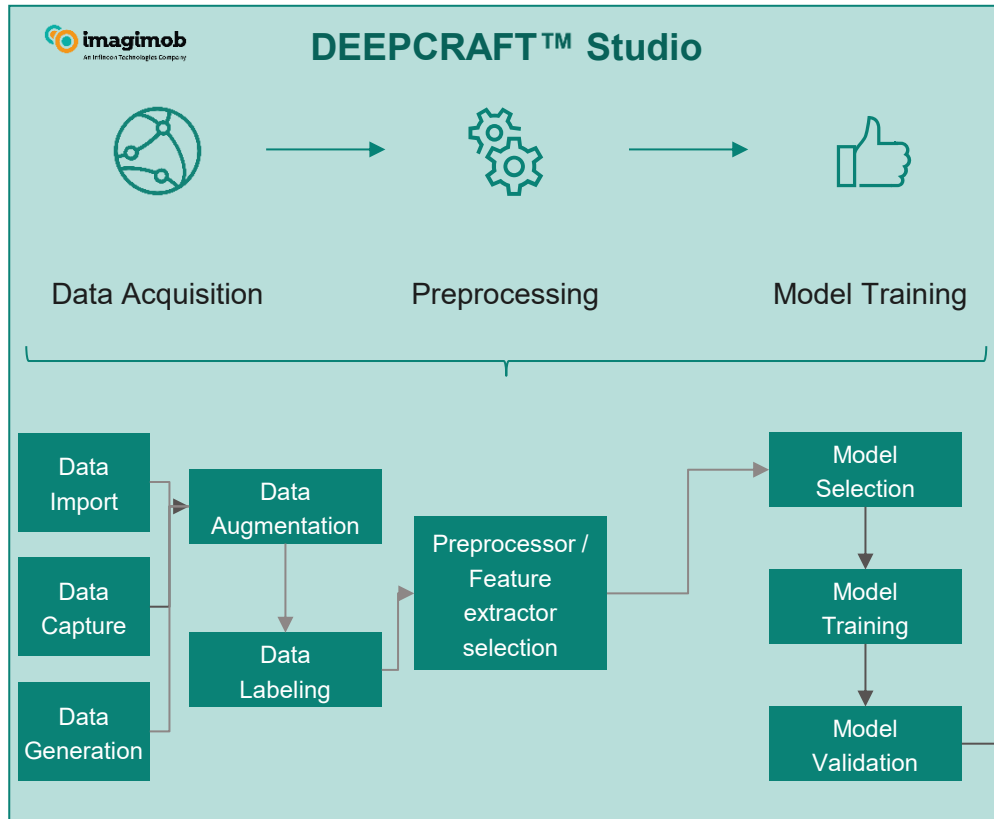 imagimob
An Infineon Technologies Company
DEEPCRAFT™ Studio
Data Acquisition
Preprocessing
Model Training
Data
Import
Data
Capture
Data
Generation
Data
Augmentation
Data
Labeling
Preprocessor /
Feature
extractor
selection
Model
Selection
Model
Training
Model
Validation